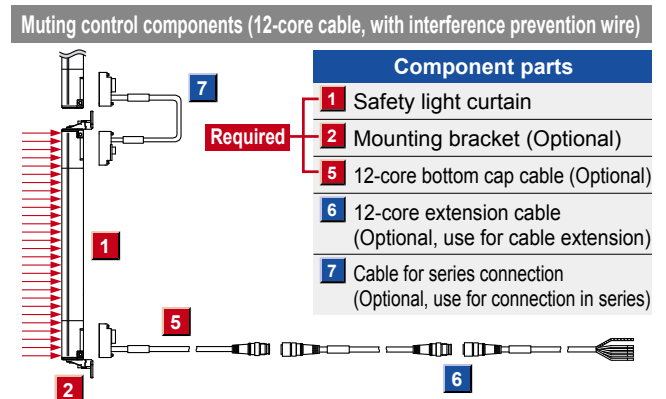 Muting control components (12-core cable, with interference prevention wire)
7
Component parts
Required
1 Safety light curtain
2 Mounting bracket (Optional)
5 12-core bottom cap cable (Optional)
6 12-core extension cable
(Optional, use for cable extension)
7 Cable for series connection
(Optional, use for connection in series)
1
5
6
2